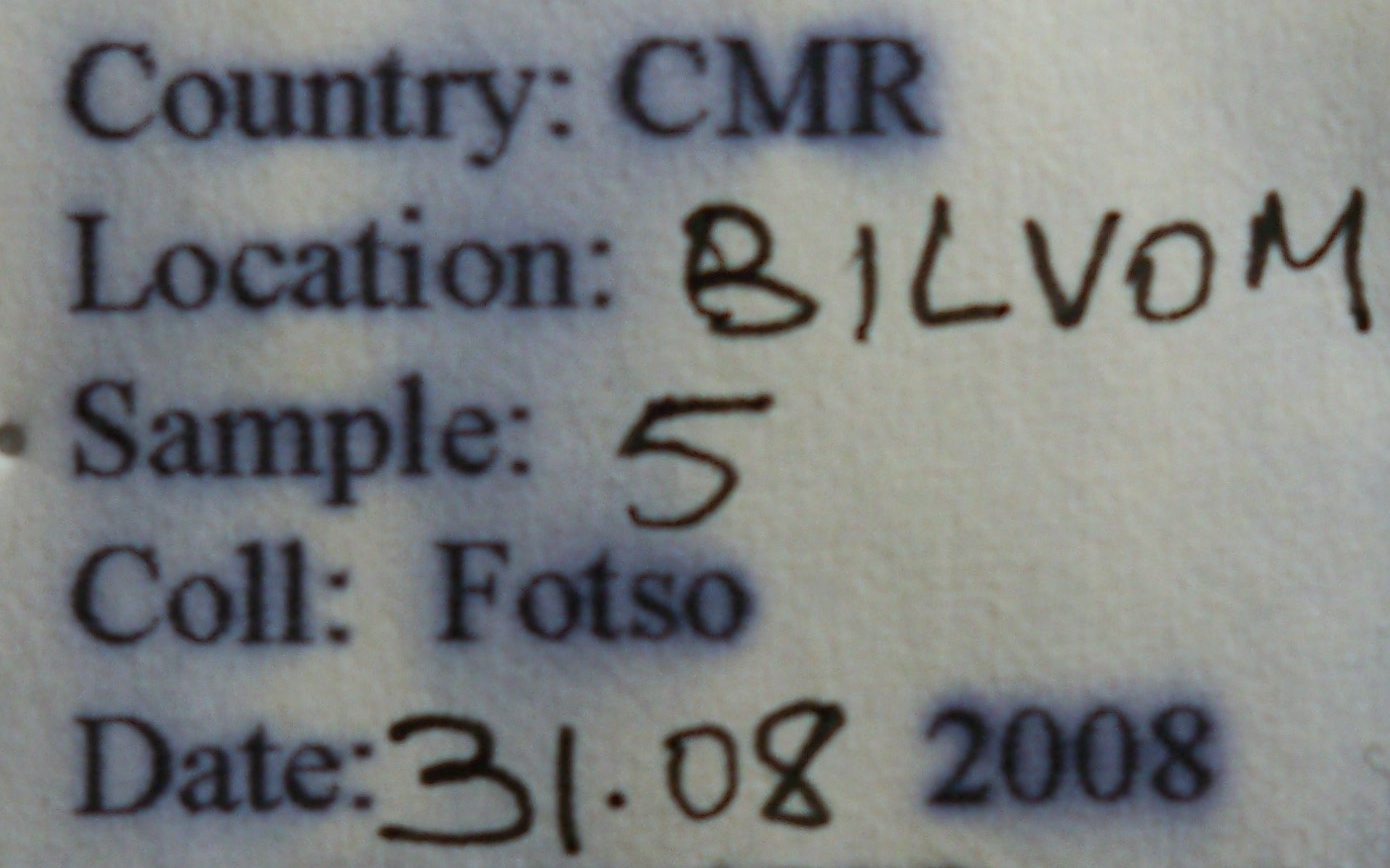 Country: CMR
Location: BILVOM
Sample: 5
Coll: Fotso
Date: 31.08 2008